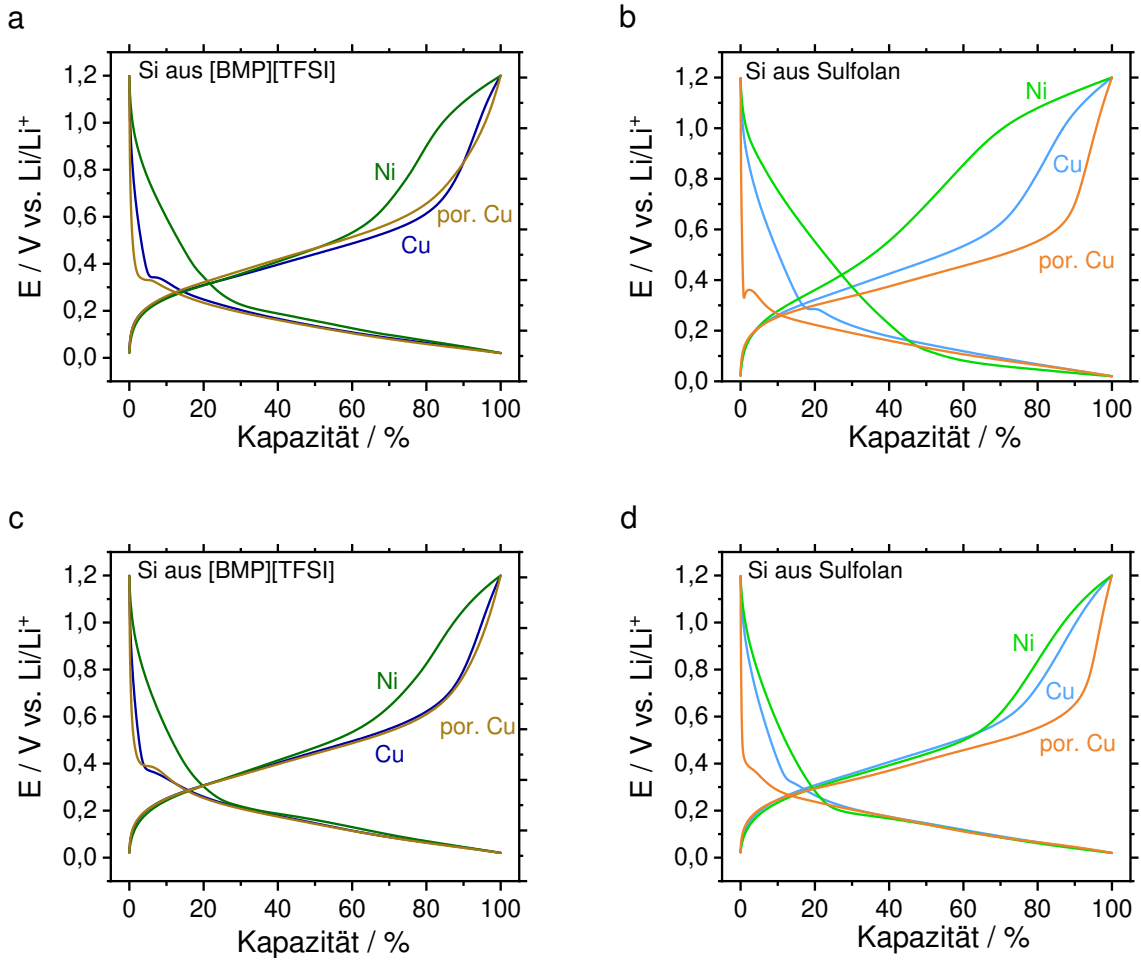 a
Si aus [BMP][TFSI]
Ni
por. Cu
Cu
1,2
1,0
0,8
0,6
0,4
0,2
0,0
E / V vs. Li/Li⁺
0 20 40 60 80 100
Kapazität / %
b
Si aus Sulfolan
Ni
Cu
por. Cu
1,2
1,0
0,8
0,6
0,4
0,2
0,0
E / V vs. Li/Li⁺
0 20 40 60 80 100
Kapazität / %
c
Si aus [BMP][TFSI]
Ni
por. Cu
Cu
1,2
1,0
0,8
0,6
0,4
0,2
0,0
E / V vs. Li/Li⁺
0 20 40 60 80 100
Kapazität / %
d
Si aus Sulfolan
Ni
Cu
por. Cu
1,2
1,0
0,8
0,6
0,4
0,2
0,0
E / V vs. Li/Li⁺
0 20 40 60 80 100
Kapazität / %